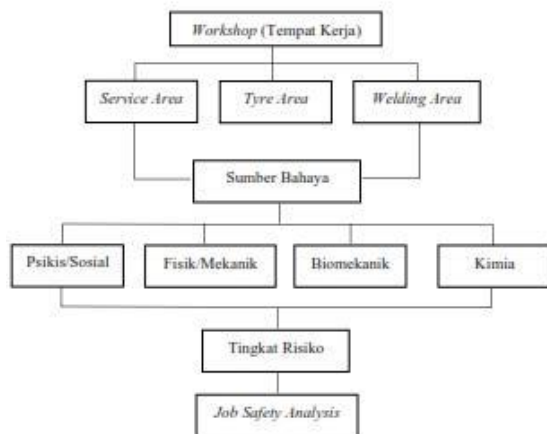 Workshop (Tempat Kerja)
Service Area
Tyre Area
Welding Area
Sumber Bahaya
Psikis/Sosial
Fisik/Mekanik
Biomekanik
Kimia
Tingkat Risiko
Job Safety Analysis